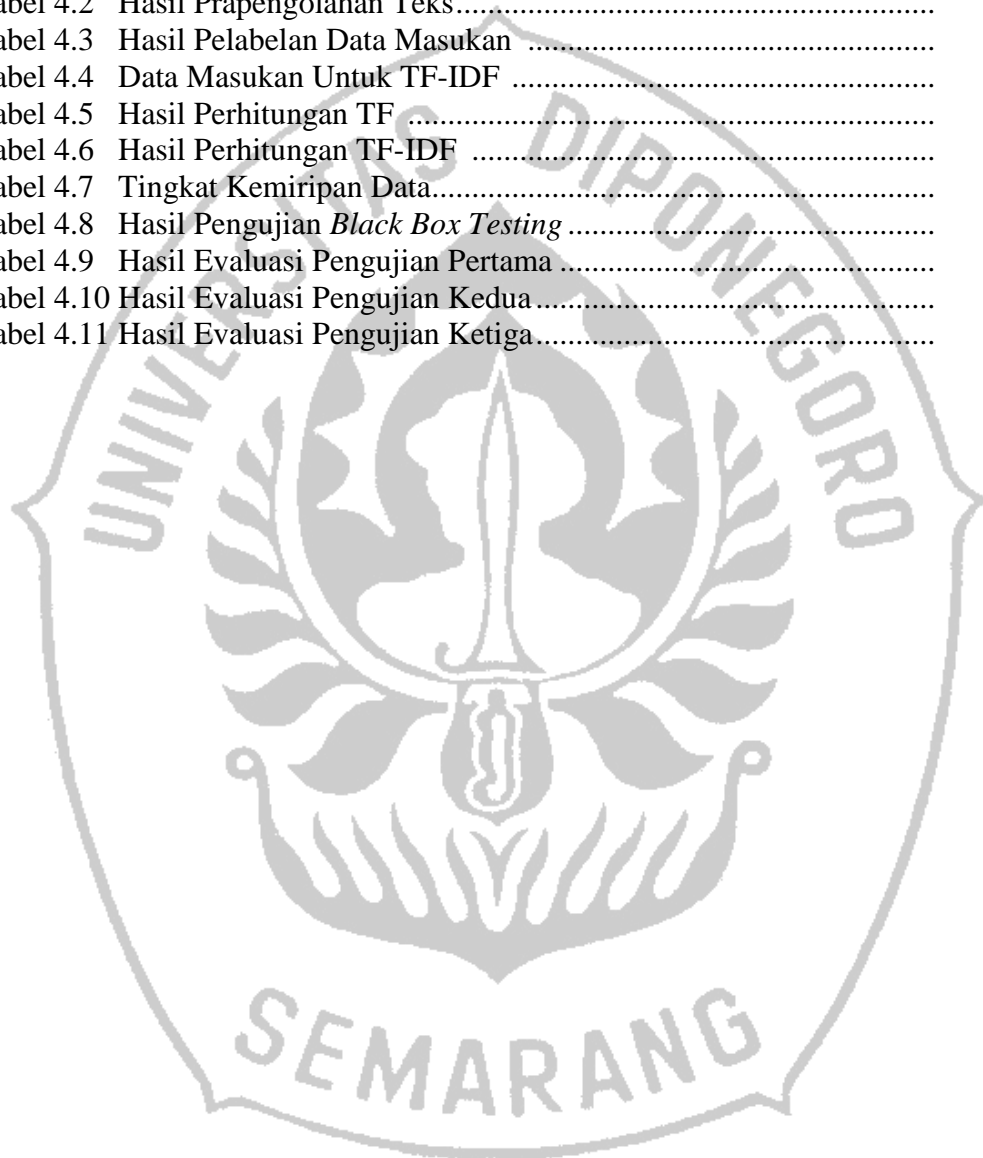 abel 4.2 Hasil Prapengolahan Teks..........................................................
abel 4.3 Hasil Pelabelan Data Masukan ..................................................
abel 4.4 Data Masukan Untuk TF-IDF ....................................................
abel 4.5 Hasil Perhitungan TF ................................................................
abel 4.6 Hasil Perhitungan TF-IDF .........................................................
abel 4.7 Tingkat Kemiripan Data..............................................................
abel 4.8 Hasil Pengujian Black Box Testing .............................................
abel 4.9 Hasil Evaluasi Pengujian Pertama ..............................................
abel 4.10 Hasil Evaluasi Pengujian Kedua .................................................
abel 4.11 Hasil Evaluasi Pengujian Ketiga.................................................
UNIVERSITAS DIPONEGORO
SEMARANG